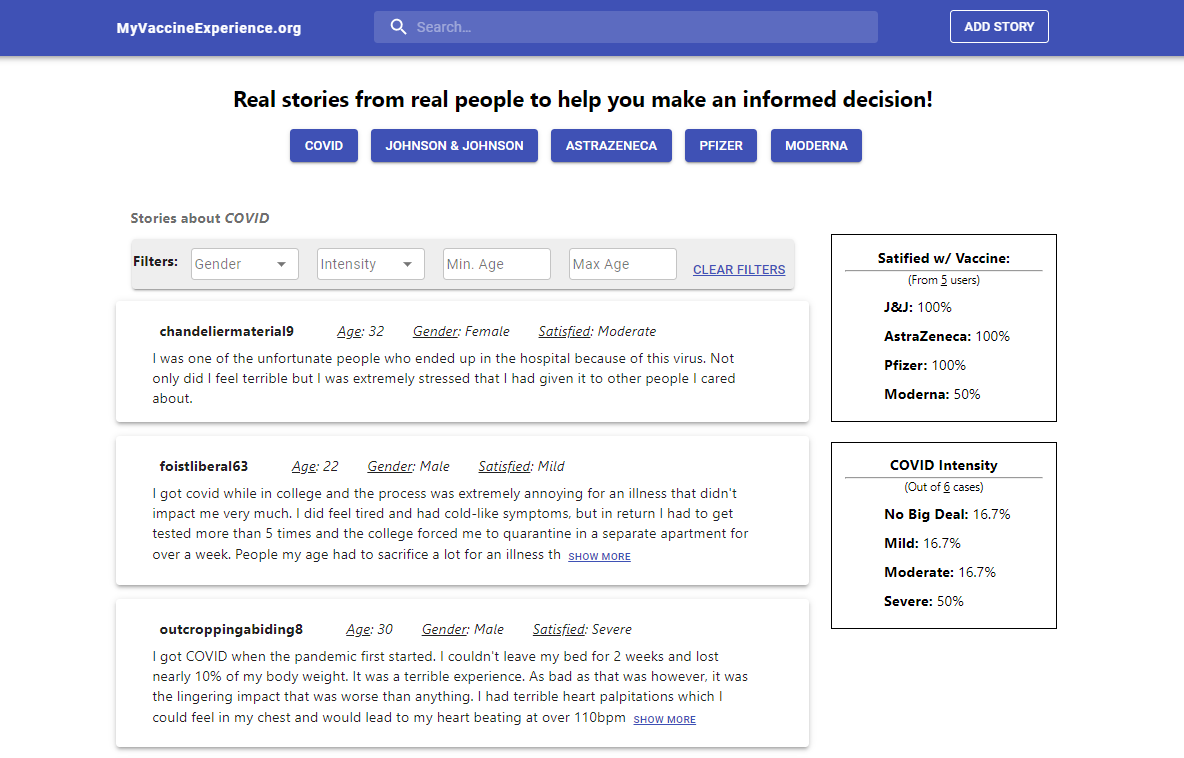 MyVaccineExperience.org
Search...
ADD STORY
Real stories from real people to help you make an informed decision!
COVID
JOHNSON & JOHNSON
ASTRAZENECA
PFIZER
MODERNA
Stories about COVID
Filters:
Gender
Intensity
Min. Age
Max Age
CLEAR FILTERS
chandeliermaterial9 Age: 32 Gender: Female Satisfied: Moderate
I was one of the unfortunate people who ended up in the hospital because of this virus. Not
only did I feel terrible but I was extremely stressed that I had given it to other people I cared
about.
foistliberal63 Age: 22 Gender: Male Satisfied: Mild
I got covid while in college and the process was extremely annoying for an illness that didn't
impact me very much. I did feel tired and had cold-like symptoms, but in return I had to get
tested more than 5 times and the college forced me to quarantine in a separate apartment for
over a week. People my age had to sacrifice a lot for an illness th SHOW MORE
outcroppingabiding8 Age: 30 Gender: Male Satisfied: Severe
I got COVID when the pandemic first started. I couldn't leave my bed for 2 weeks and lost
nearly 10% of my body weight. It was a terrible experience. As bad as that was however, it was
the lingering impact that was worse than anything. I had terrible heart palpitations which I
could feel in my chest and would lead to my heart beating at over 110bpm SHOW MORE
Satified w/ Vaccine:
(From 5 users)
J&J: 100%
AstraZeneca: 100%
Pfizer: 100%
Moderna: 50%
COVID Intensity
(Out of 6 cases)
No Big Deal: 16.7%
Mild: 16.7%
Moderate: 16.7%
Severe: 50%